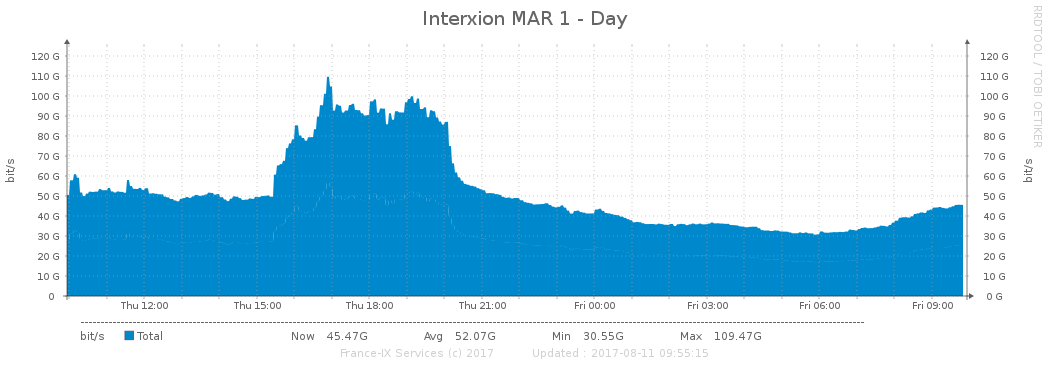 Interxion MAR 1 - Day
RRDTOOL / TOBI OETIKER
bit/s
120 G 120 G
110 G 110 G
100 G 100 G
90 G 90 G
80 G 80 G
70 G 70 G
60 G 60 G
50 G 50 G
40 G 40 G
30 G 30 G
20 G 20 G
10 G 10 G
0 0 G
bit/s
Thu 12:00 Thu 15:00 Thu 18:00 Thu 21:00 Fri 00:00 Fri 03:00 Fri 06:00 Fri 09:00
bit/s Total Now 45.47G Avg 52.07G Min 30.55G Max 109.47G
France-IX Services (c) 2017 Updated : 2017-08-11 09:55:15